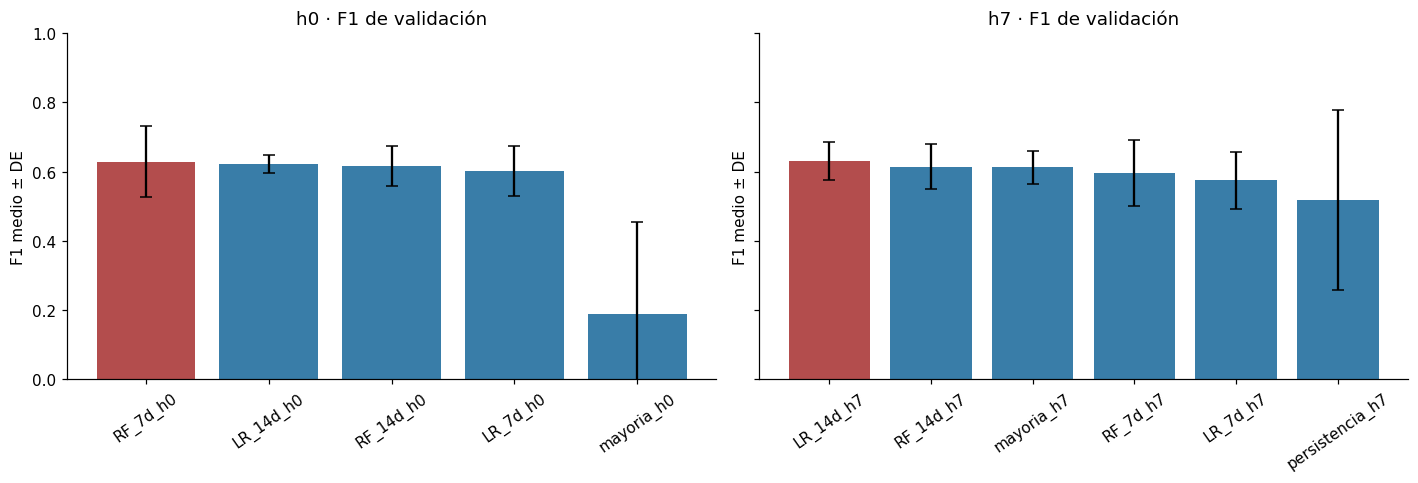 h0 · F1 de validación
F1 medio ± DE
1.0
0.8
0.6
0.4
0.2
0.0
RF_7d_h0
LR_14d_h0
RF_14d_h0
LR_7d_h0
mayoria_h0
h7 · F1 de validación
F1 medio ± DE
LR_14d_h7
RF_14d_h7
mayoria_h7
RF_7d_h7
LR_7d_h7
persistencia_h7